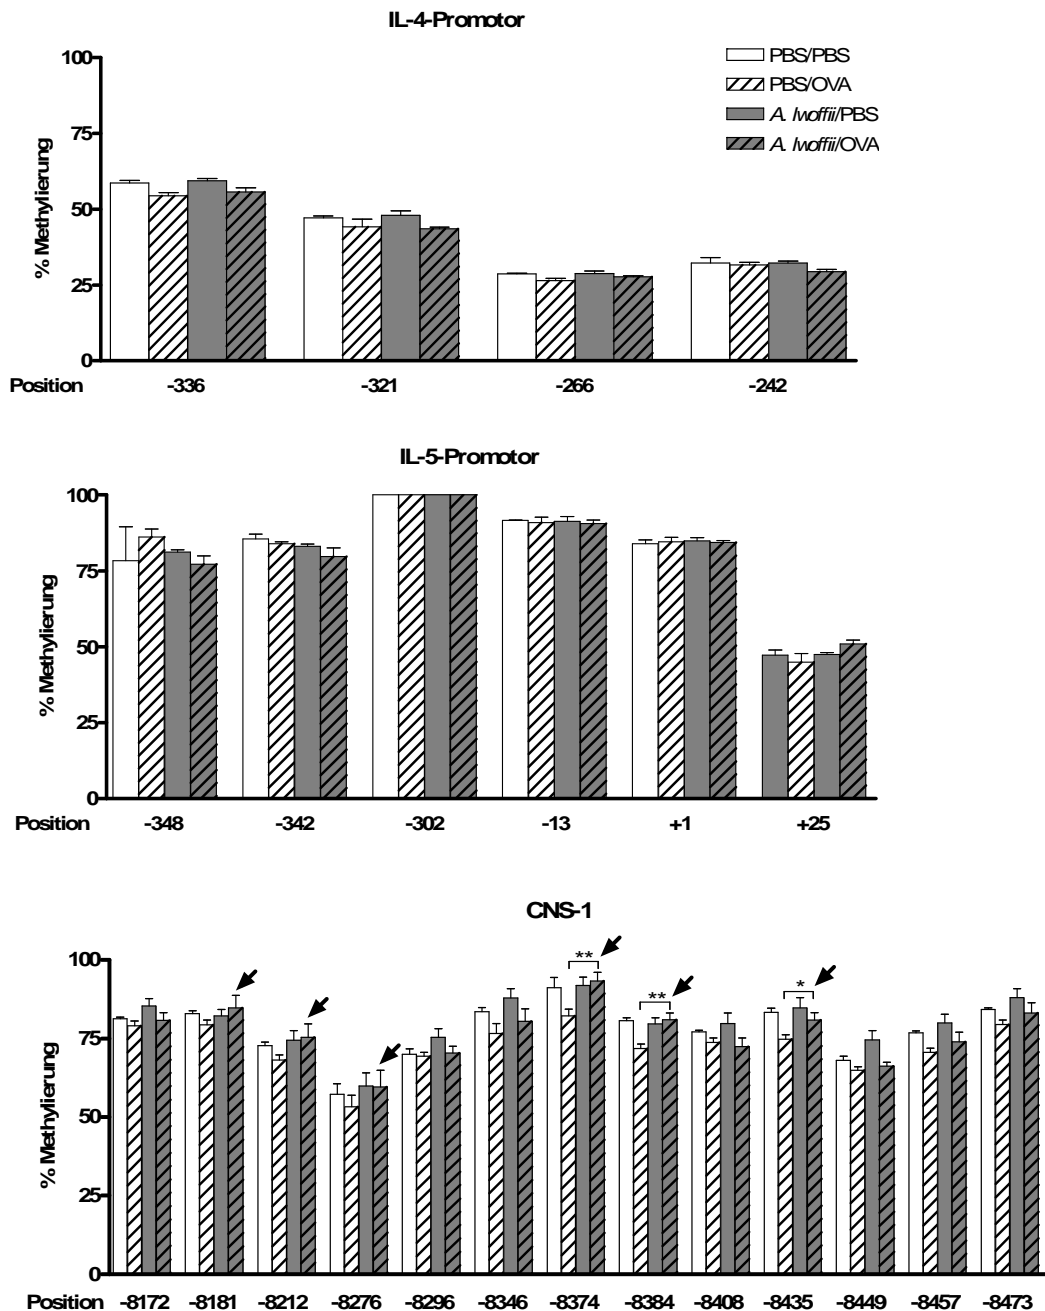 IL-4-Promotor
100
75
50
25
0
% Methylierung
PBS/PBS
PBS/OVA
A. lwoffii/PBS
A. lwoffii/OVA
Position -336 -321 -266 -242
IL-5-Promotor
100
75
50
25
0
% Methylierung
Position -348 -342 -302 -13 +1 +25
CNS-1
100
75
50
25
0
% Methylierung
** ** *
Position -8172 -8181 -8212 -8276 -8296 -8346 -8374 -8384 -8408 -8435 -8449 -8457 -8473